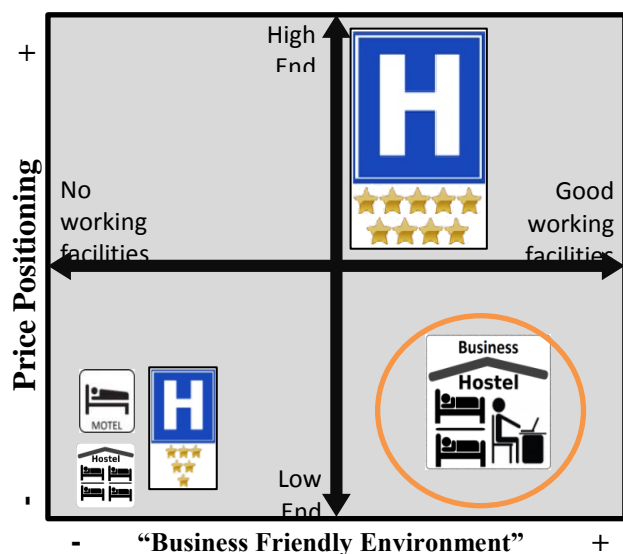 +
Price Positioning
-
High
End
H
No
working
facilities
Good
working
facilities
MOTEL
Hostel
H
Business
Hostel
Low
End
- “Business Friendly Environment” +